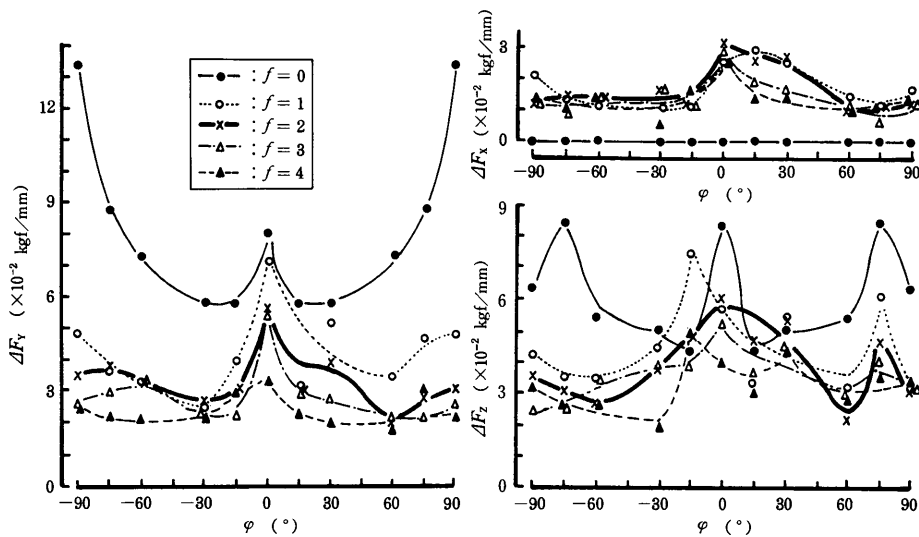 ΔF_Y (×10⁻² kgf/mm)
12
9
6
3
0
: f = 0
: f = 1
: f = 2
: f = 3
: f = 4
−90 −60 −30 0 30 60 90
φ (°)
ΔF_X (×10⁻² kgf/mm)
3
0
−90 −60 −30 0 30 60 90
φ (°)
ΔF_Z (×10⁻² kgf/mm)
9
6
3
0
−90 −60 −30 0 30 60 90
φ (°)